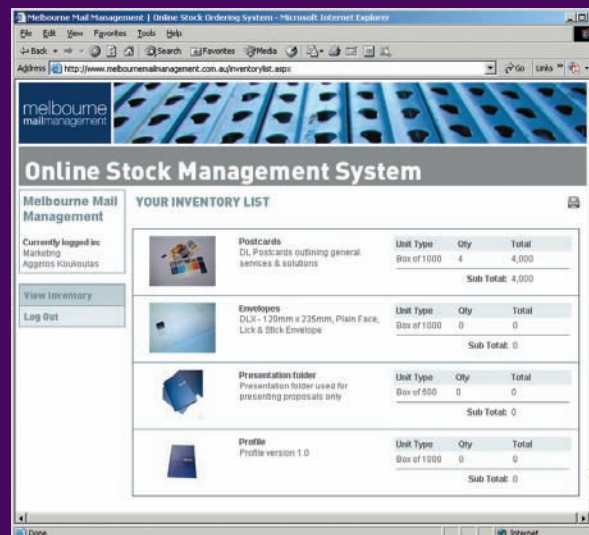 Melbourne Mail Management | Online Stock Ordering System - Microsoft Internet Explorer
File Edit View Favorites Tools Help
Back Search Favorites Media
Address http://www.melbournemailmanagement.com.au/inventorylist.aspx Go Links »
melbourne
mailmanagement
Online Stock Management System
Melbourne Mail
Management
Currently logged in:
Marketing
Aggelos Koukoulas
View Inventory
Log Out
YOUR INVENTORY LIST
Postcards
DL Postcards outlining general
services & solutions
Unit Type Qty Total
Box of 1000 4 4,000
Sub Total: 4,000
Envelopes
DLX - 120mm x 235mm, Plain Face,
Lick & Stick Envelope
Unit Type Qty Total
Box of 1000 0 0
Sub Total: 0
Presentation folder
Presentation folder used for
presenting proposals only
Unit Type Qty Total
Box of 500 0 0
Sub Total: 0
Profile
Profile version 1.0
Unit Type Qty Total
Box of 1000 0 0
Sub Total: 0
Done Internet